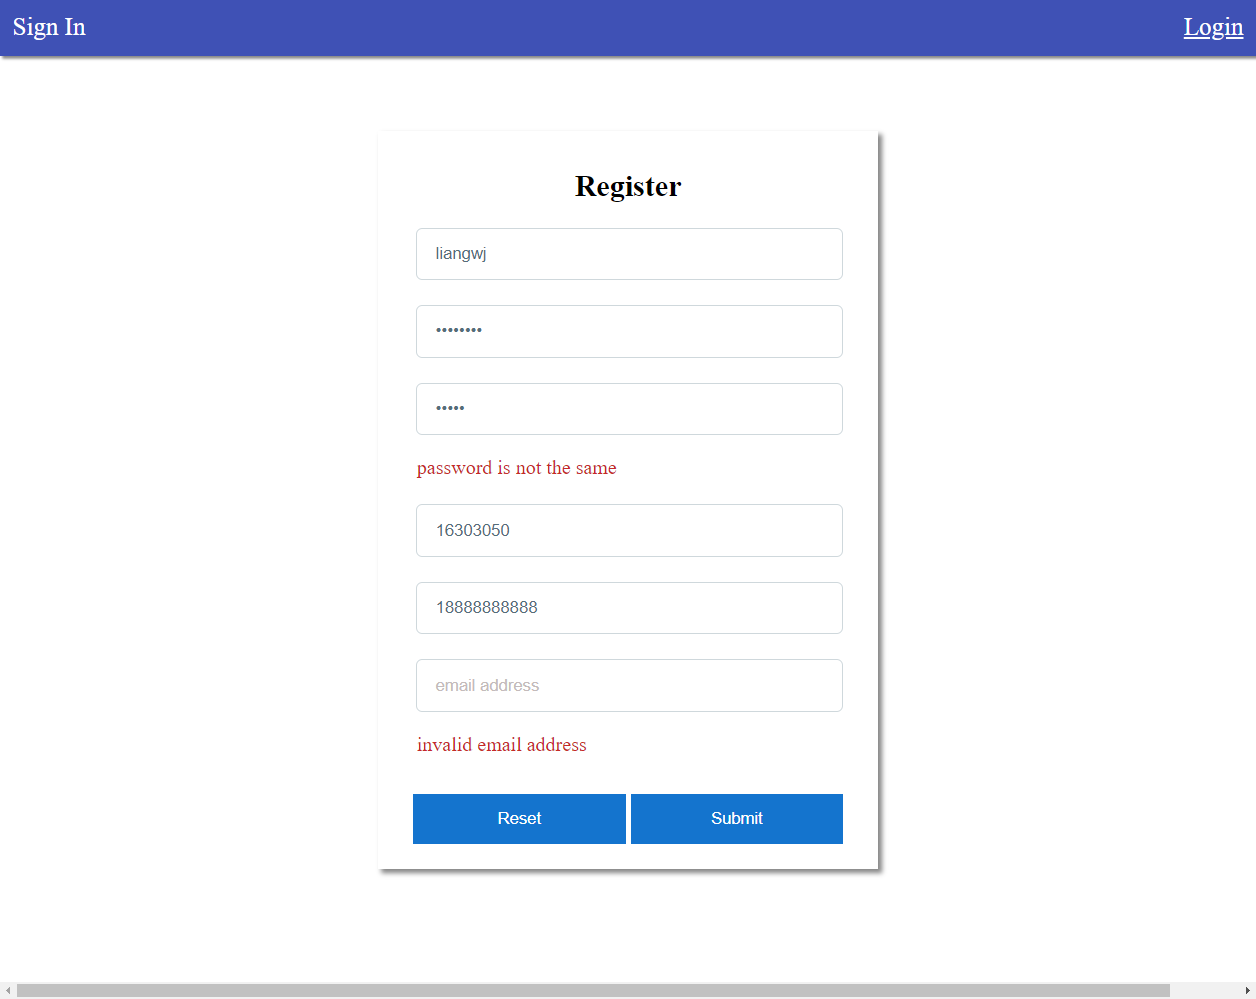 Sign In
Login
Register
liangwj
••••••••
•••••
password is not the same
16303050
18888888888
email address
invalid email address
Reset
Submit